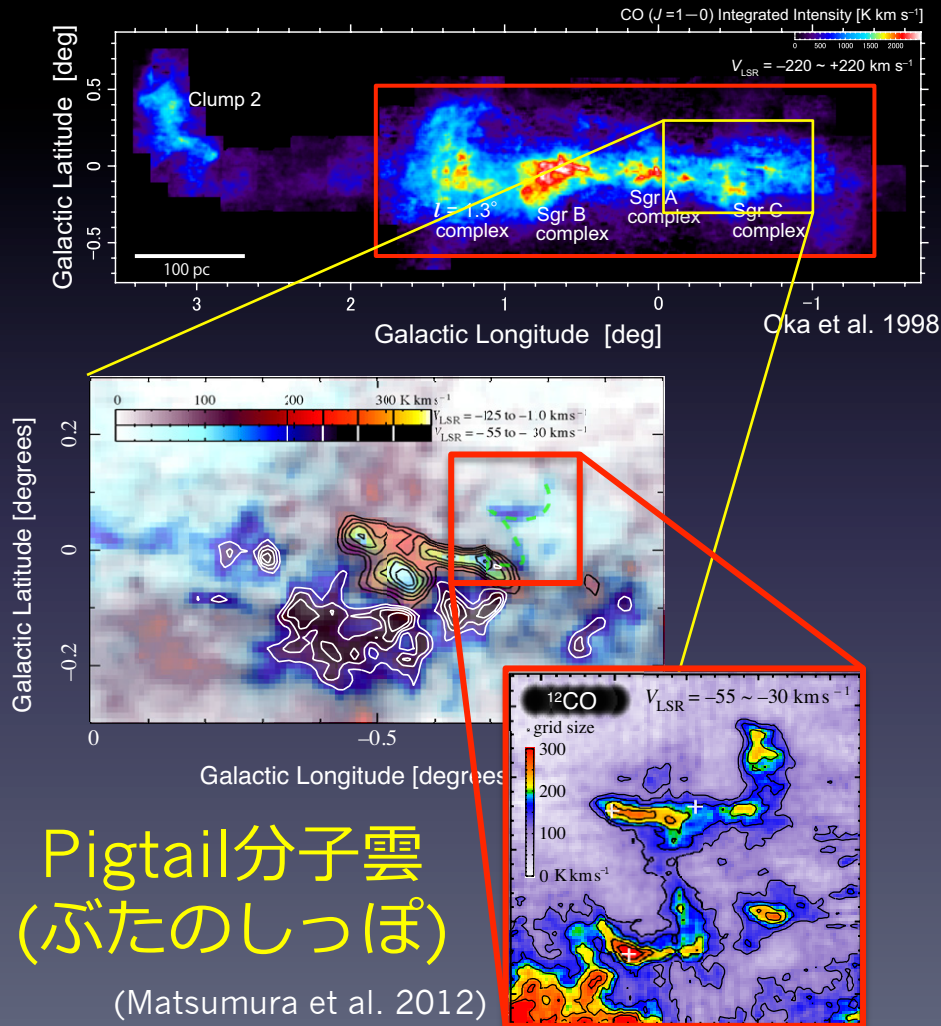 CO (J=1−0) Integrated Intensity [K km s⁻¹]
0 500 1000 1500 2000
V_LSR = −220 ~ +220 km s⁻¹
Galactic Latitude [deg]
0.5
0
−0.5
Clump 2
l = 1.3°
complex
Sgr B
complex
Sgr A
complex
Sgr C
complex
100 pc
3 2 1 0 −1
Galactic Longitude [deg]
Oka et al. 1998
0 100 200 300 K km s⁻¹
V_LSR = −125 to −1.0 km s⁻¹
V_LSR = −55 to −30 km s⁻¹
Galactic Latitude [degrees]
0.2
0
−0.2
0 −0.5
Galactic Longitude [degrees
¹²CO V_LSR = −55 ~ −30 km s⁻¹
grid size
300
200
100
0 K km s⁻¹
Pigtail分子雲
(ぶたのしっぽ)
(Matsumura et al. 2012)